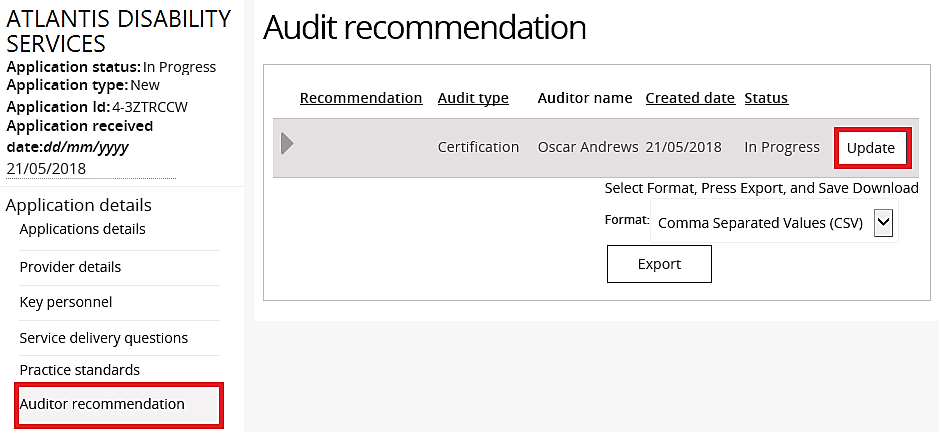 ATLANTIS DISABILITY
SERVICES
Application status: In Progress
Application type: New
Application Id: 4-3ZTRCCW
Application received
date:dd/mm/yyyy
21/05/2018
Application details
Applications details
Provider details
Key personnel
Service delivery questions
Practice standards
Auditor recommendation
Audit recommendation
Recommendation Audit type Auditor name Created date Status
Certification Oscar Andrews 21/05/2018 In Progress Update
Select Format, Press Export, and Save Download
Format: Comma Separated Values (CSV)
Export